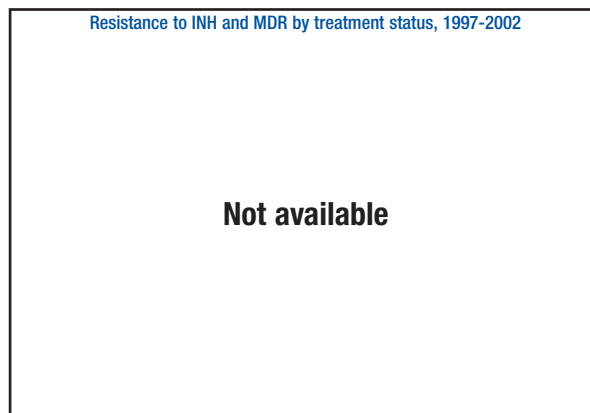 Resistance to INH and MDR by treatment status, 1997-2002
Not available